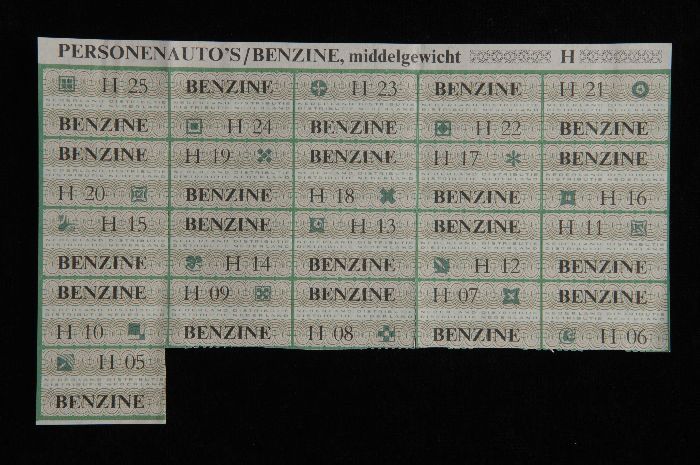 PERSONENAUTO'S/BENZINE, middelgewicht H
H 25 BENZINE H 23 BENZINE H 21
BENZINE H 24 BENZINE H 22 BENZINE
BENZINE H 19 BENZINE H 17 BENZINE
H 20 BENZINE H 18 BENZINE H 16
H 15 BENZINE H 13 BENZINE H 11
BENZINE H 14 BENZINE H 12 BENZINE
BENZINE H 09 BENZINE H 07 BENZINE
H 10 BENZINE H 08 BENZINE H 06
H 05
BENZINE